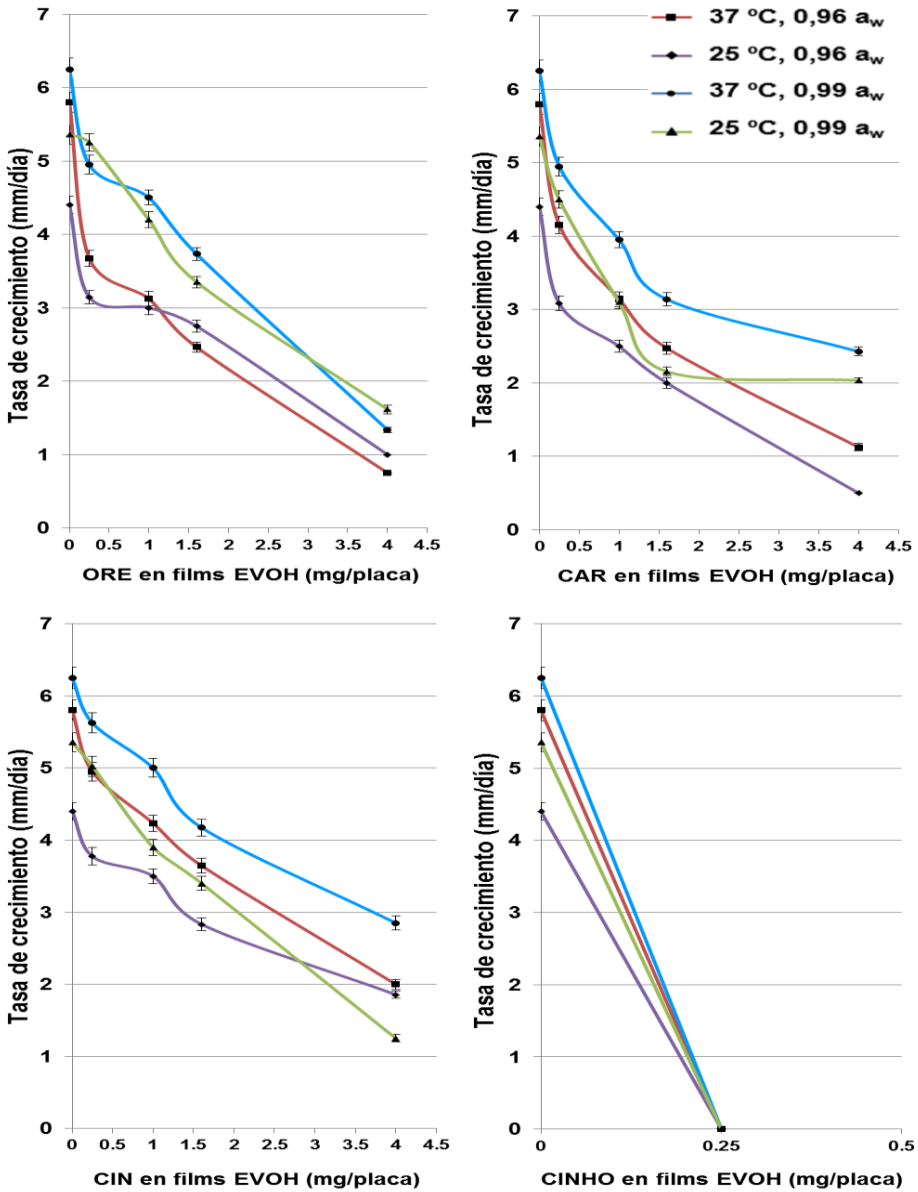 7
6
5
4
3
2
1
0
Tasa de crecimiento (mm/día)
0 0.5 1 1.5 2 2.5 3 3.5 4 4.5
ORE en films EVOH (mg/placa)
7
6
5
4
3
2
1
0
Tasa de crecimiento (mm/día)
37 ºC, 0,96 aw
25 ºC, 0,96 aw
37 ºC, 0,99 aw
25 ºC, 0,99 aw
0 0.5 1 1.5 2 2.5 3 3.5 4 4.5
CAR en films EVOH (mg/placa)
7
6
5
4
3
2
1
0
Tasa de crecimiento (mm/día)
0 0.5 1 1.5 2 2.5 3 3.5 4 4.5
CIN en films EVOH (mg/placa)
7
6
5
4
3
2
1
0
Tasa de crecimiento (mm/día)
0 0.25 0.5
CINHO en films EVOH (mg/placa)